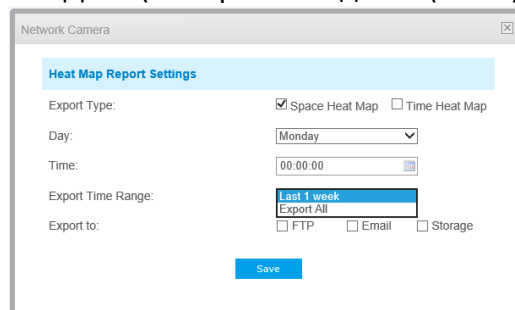 Network Camera
Heat Map Report Settings
Export Type: Space Heat Map Time Heat Map
Day: Monday
Time: 00:00:00
Export Time Range: Last 1 week
Export All
Export to: FTP Email Storage
Save